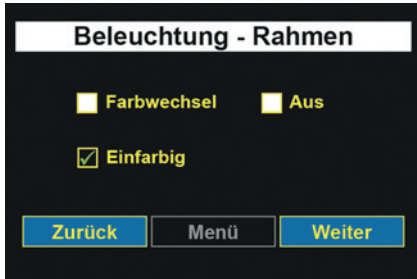 Beleuchtung - Rahmen
Farbwechsel Aus
Einfarbig
Zurück Menü Weiter